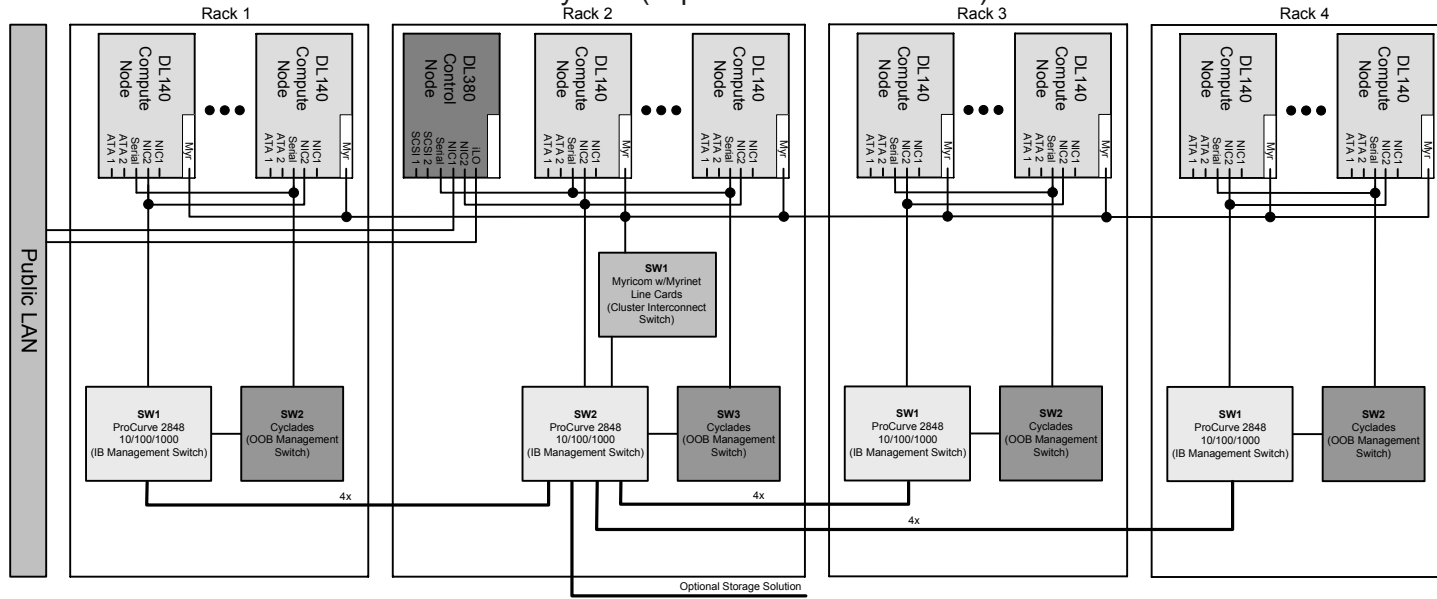 Rack 1
Rack 2
Rack 3
Rack 4
Public LAN
DL140
Compute
Node
Myr
NIC1
NIC2
Serial
ATA 2
ATA 1
DL140
Compute
Node
Myr
NIC1
NIC2
Serial
ATA 2
ATA 1
DL380
Control
Node
iLO
NIC2
NIC1
Serial
SCSI 2
SCSI 1
DL140
Compute
Node
Myr
NIC1
NIC2
Serial
ATA 2
ATA 1
DL140
Compute
Node
Myr
NIC1
NIC2
Serial
ATA 2
ATA 1
DL140
Compute
Node
Myr
NIC1
NIC2
Serial
ATA 2
ATA 1
DL140
Compute
Node
Myr
NIC1
NIC2
Serial
ATA 2
ATA 1
DL140
Compute
Node
Myr
NIC1
NIC2
Serial
ATA 2
ATA 1
DL140
Compute
Node
Myr
NIC1
NIC2
Serial
ATA 2
ATA 1
SW1
Myricom w/Myrinet
Line Cards
(Cluster Interconnect
Switch)
SW1
ProCurve 2848
10/100/1000
(IB Management Switch)
SW2
Cyclades
(OOB Management
Switch)
SW2
ProCurve 2848
10/100/1000
(IB Management Switch)
SW3
Cyclades
(OOB Management
Switch)
SW1
ProCurve 2848
10/100/1000
(IB Management Switch)
SW2
Cyclades
(OOB Management
Switch)
SW1
ProCurve 2848
10/100/1000
(IB Management Switch)
SW2
Cyclades
(OOB Management
Switch)
4x
4x
4x
Optional Storage Solution